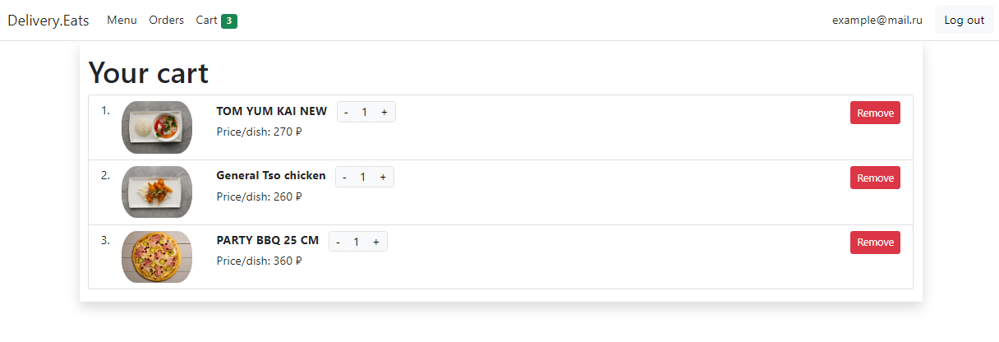 Delivery.Eats Menu Orders Cart 3 example@mail.ru Log out
Your cart
1. TOM YUM KAI NEW - 1 + Remove
Price/dish: 270 ₽
2. General Tso chicken - 1 + Remove
Price/dish: 260 ₽
3. PARTY BBQ 25 CM - 1 + Remove
Price/dish: 360 ₽